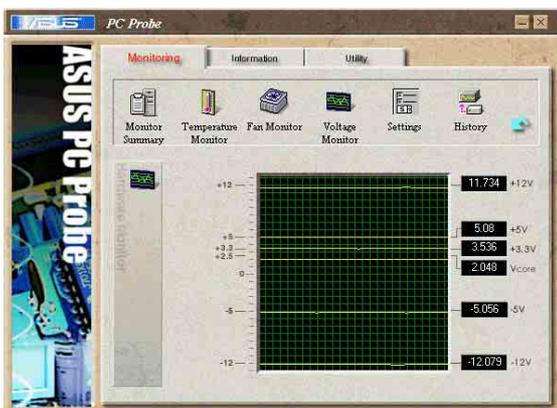 ASUS PC Probe
Monitoring Information Utility
Monitor Summary
Temperature Monitor
Fan Monitor
Voltage Monitor
Settings
History
ASUS PC Probe
Hardware Monitor
+12
+5
+3.3
+2.5
0
-5
-12
11.734 +12V
5.08 +5V
3.536 +3.3V
2.048 Vcore
-5.056 -5V
-12.079 -12V